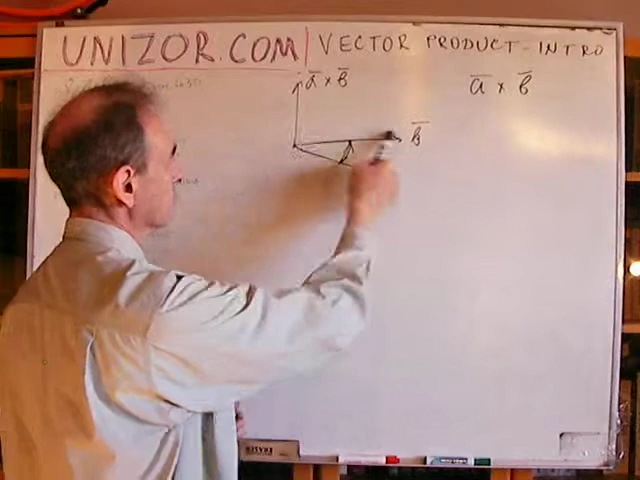 UNIZOR.COM | VECTOR PRODUCT - INTRO
a̅ x b̅
a̅ x b̅
b̅